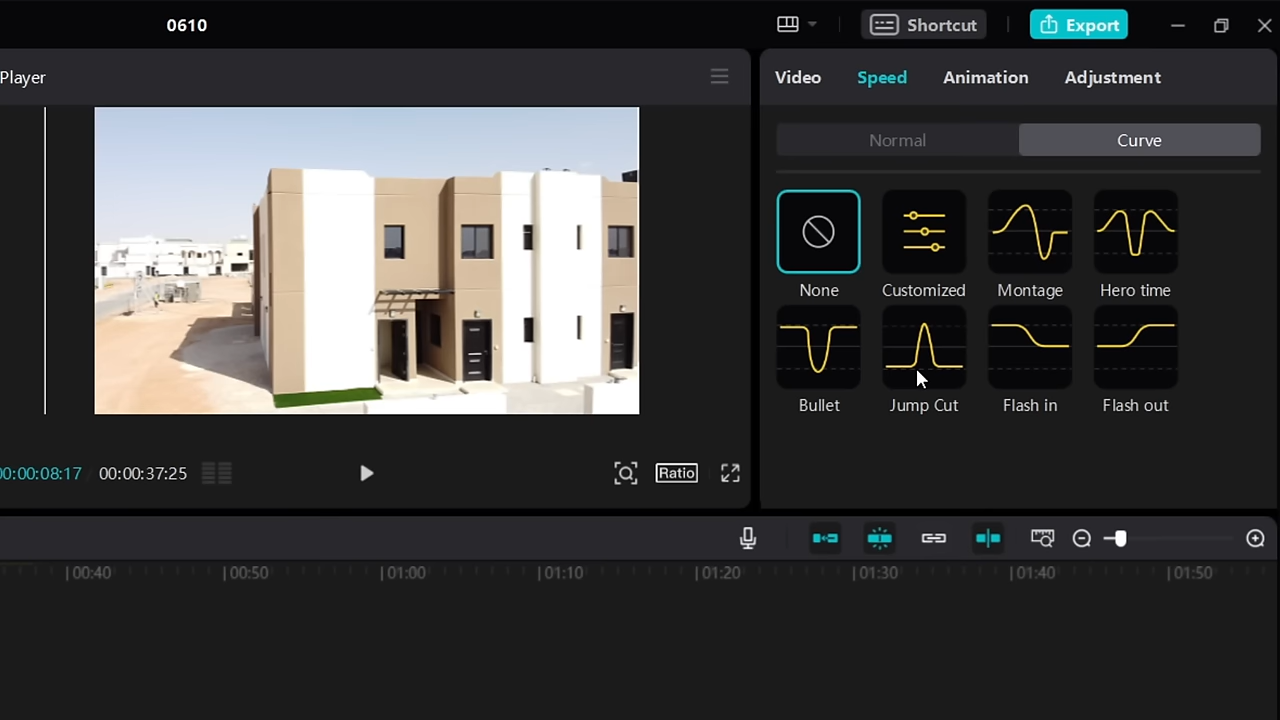 0610
Shortcut
Export
Player
Video Speed Animation Adjustment
Normal Curve
None Customized Montage Hero time
Bullet Jump Cut Flash in Flash out
00:00:08:17 00:00:37:25
Ratio
00:40 00:50 01:00 01:10 01:20 01:30 01:40 01:50